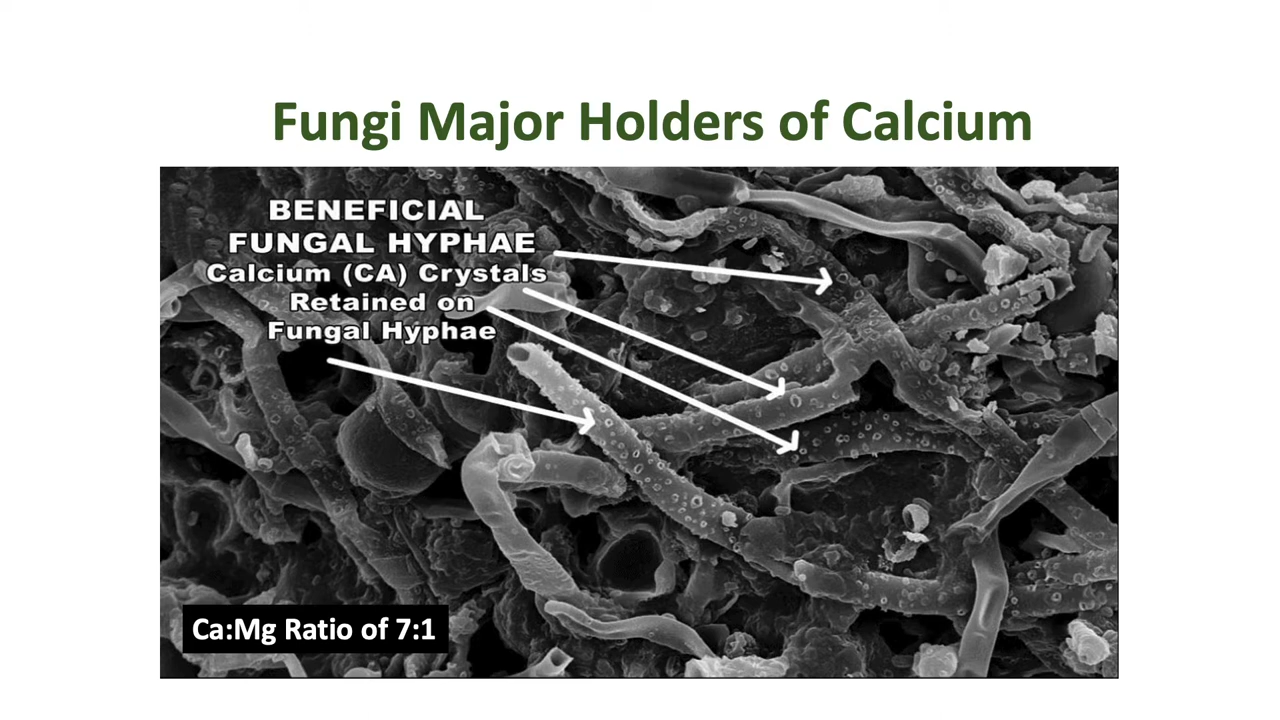 Fungi Major Holders of Calcium
BENEFICIAL
FUNGAL HYPHAE
Calcium (CA) Crystals
Retained on
Fungal Hyphae
Ca:Mg Ratio of 7:1